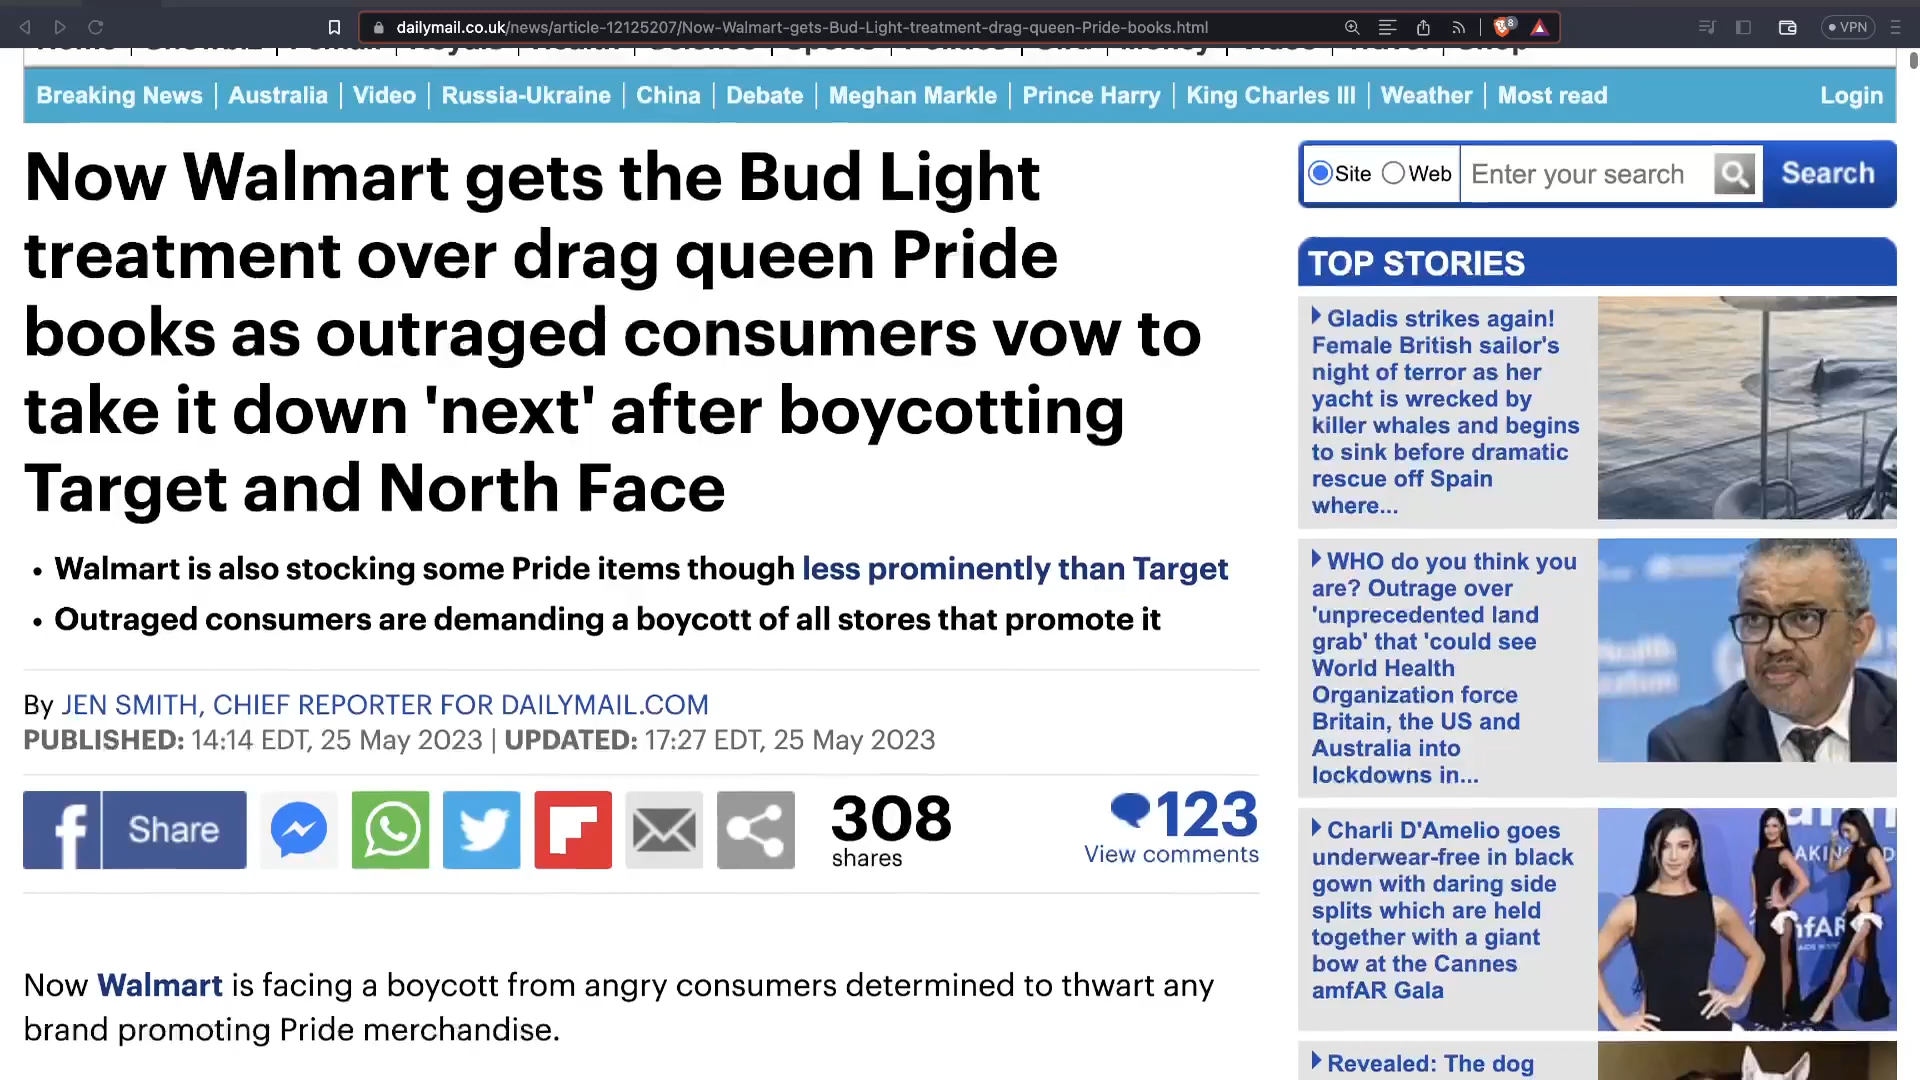 dailymail.co.uk/news/article-12125207/Now-Walmart-gets-Bud-Light-treatment-drag-queen-Pride-books.html
8
VPN
Breaking News | Australia | Video | Russia-Ukraine | China | Debate | Meghan Markle | Prince Harry | King Charles III | Weather | Most read
Login
Now Walmart gets the Bud Light
treatment over drag queen Pride
books as outraged consumers vow to
take it down 'next' after boycotting
Target and North Face
• Walmart is also stocking some Pride items though less prominently than Target
• Outraged consumers are demanding a boycott of all stores that promote it
By JEN SMITH, CHIEF REPORTER FOR DAILYMAIL.COM
PUBLISHED: 14:14 EDT, 25 May 2023 | UPDATED: 17:27 EDT, 25 May 2023
Share
308
shares
123
View comments
Now Walmart is facing a boycott from angry consumers determined to thwart any
brand promoting Pride merchandise.
Site Web Enter your search Search
TOP STORIES
Gladis strikes again!
Female British sailor's
night of terror as her
yacht is wrecked by
killer whales and begins
to sink before dramatic
rescue off Spain
where...
WHO do you think you
are? Outrage over
'unprecedented land
grab' that 'could see
World Health
Organization force
Britain, the US and
Australia into
lockdowns in...
Charli D'Amelio goes
underwear-free in black
gown with daring side
splits which are held
together with a giant
bow at the Cannes
amfAR Gala
Revealed: The dog